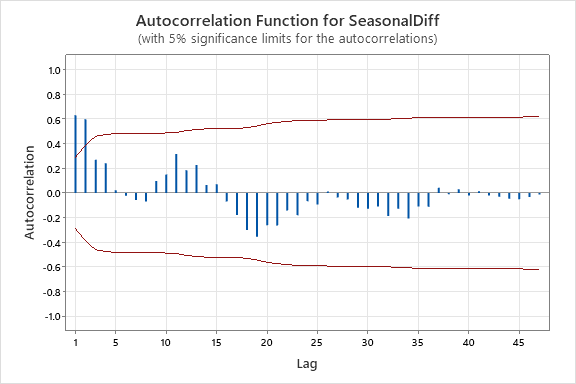 Autocorrelation Function for SeasonalDiff
(with 5% significance limits for the autocorrelations)
Autocorrelation
1.0
0.8
0.6
0.4
0.2
0.0
-0.2
-0.4
-0.6
-0.8
-1.0
1 5 10 15 20 25 30 35 40 45
Lag